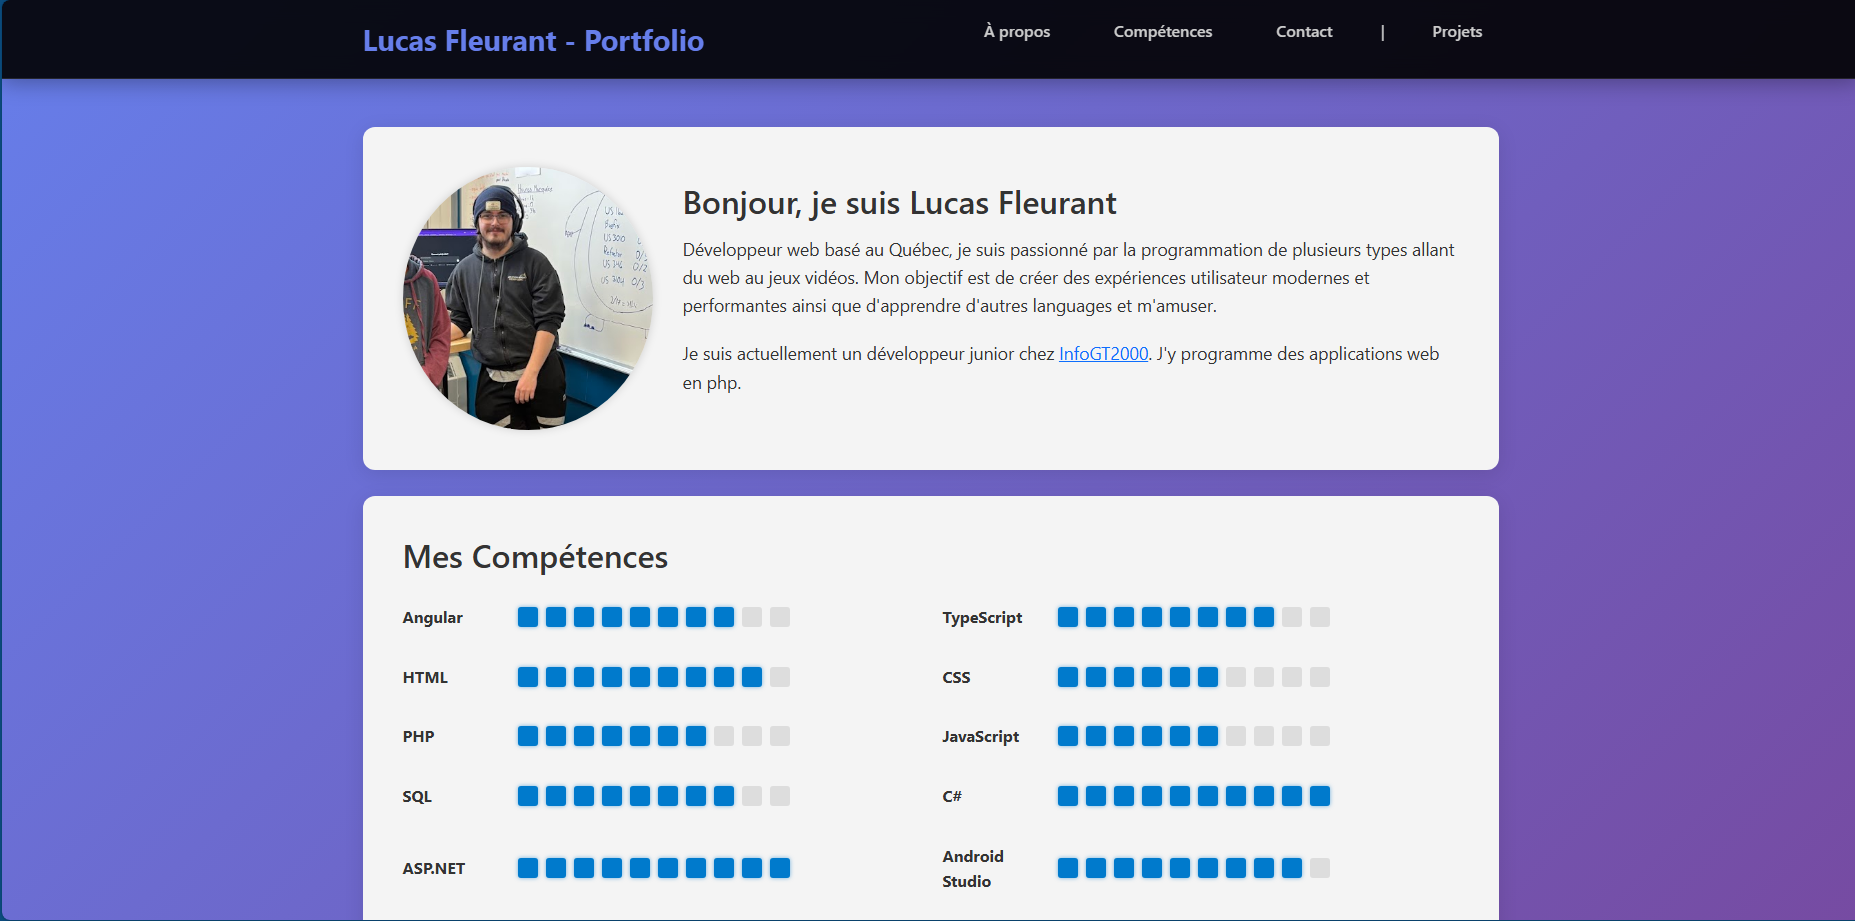 Lucas Fleurant - Portfolio
À propos
Compétences
Contact
|
Projets
Bonjour, je suis Lucas Fleurant
Développeur web basé au Québec, je suis passionné par la programmation de plusieurs types allant
du web au jeux vidéos. Mon objectif est de créer des expériences utilisateur modernes et
performantes ainsi que d'apprendre d'autres languages et m'amuser.
Je suis actuellement un développeur junior chez InfoGT2000. J'y programme des applications web
en php.
Mes Compétences
Angular
TypeScript
HTML
CSS
PHP
JavaScript
SQL
C#
ASP.NET
Android
Studio